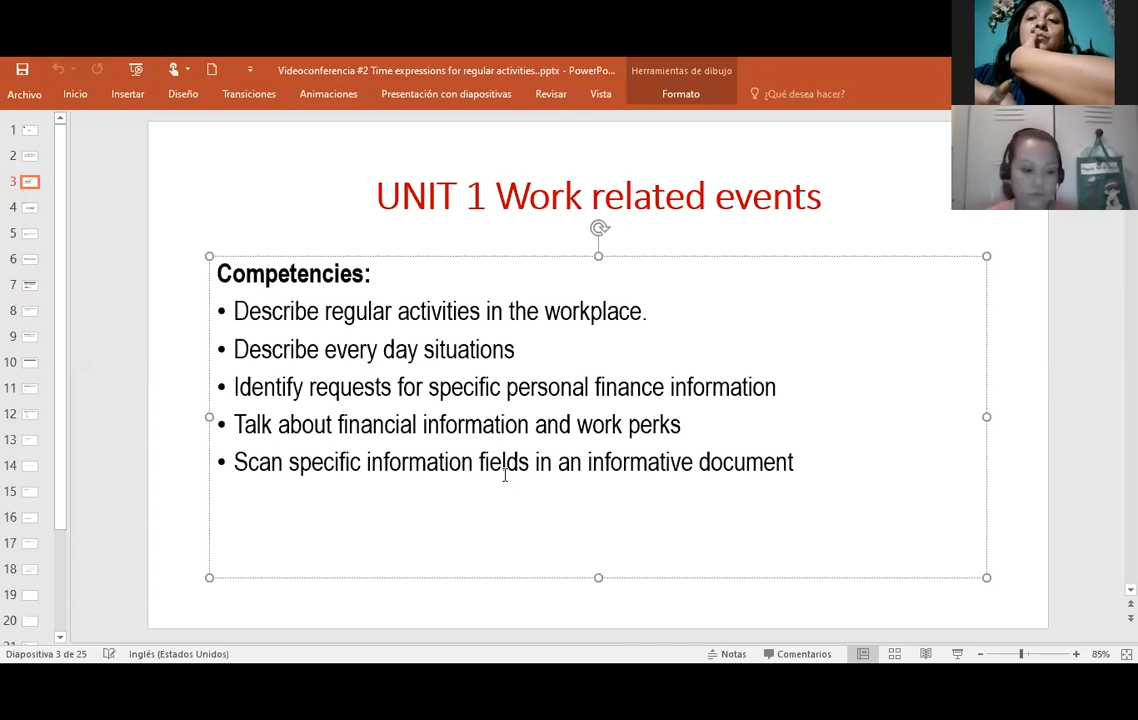 Videoconferencia #2 Time expressions for regular activities..pptx - PowerPo...
Herramientas de dibujo
Archivo Inicio Insertar Diseño Transiciones Animaciones Presentación con diapositivas Revisar Vista Formato ¿Qué desea hacer?
1
2
3
4
5
6
7
8
9
10
11
12
13
14
15
16
17
18
19
20
UNIT 1 Work related events
Competencies:
• Describe regular activities in the workplace.
• Describe every day situations
• Identify requests for specific personal finance information
• Talk about financial information and work perks
• Scan specific information fields in an informative document
Diapositiva 3 de 25 Inglés (Estados Unidos) Notas Comentarios 85%